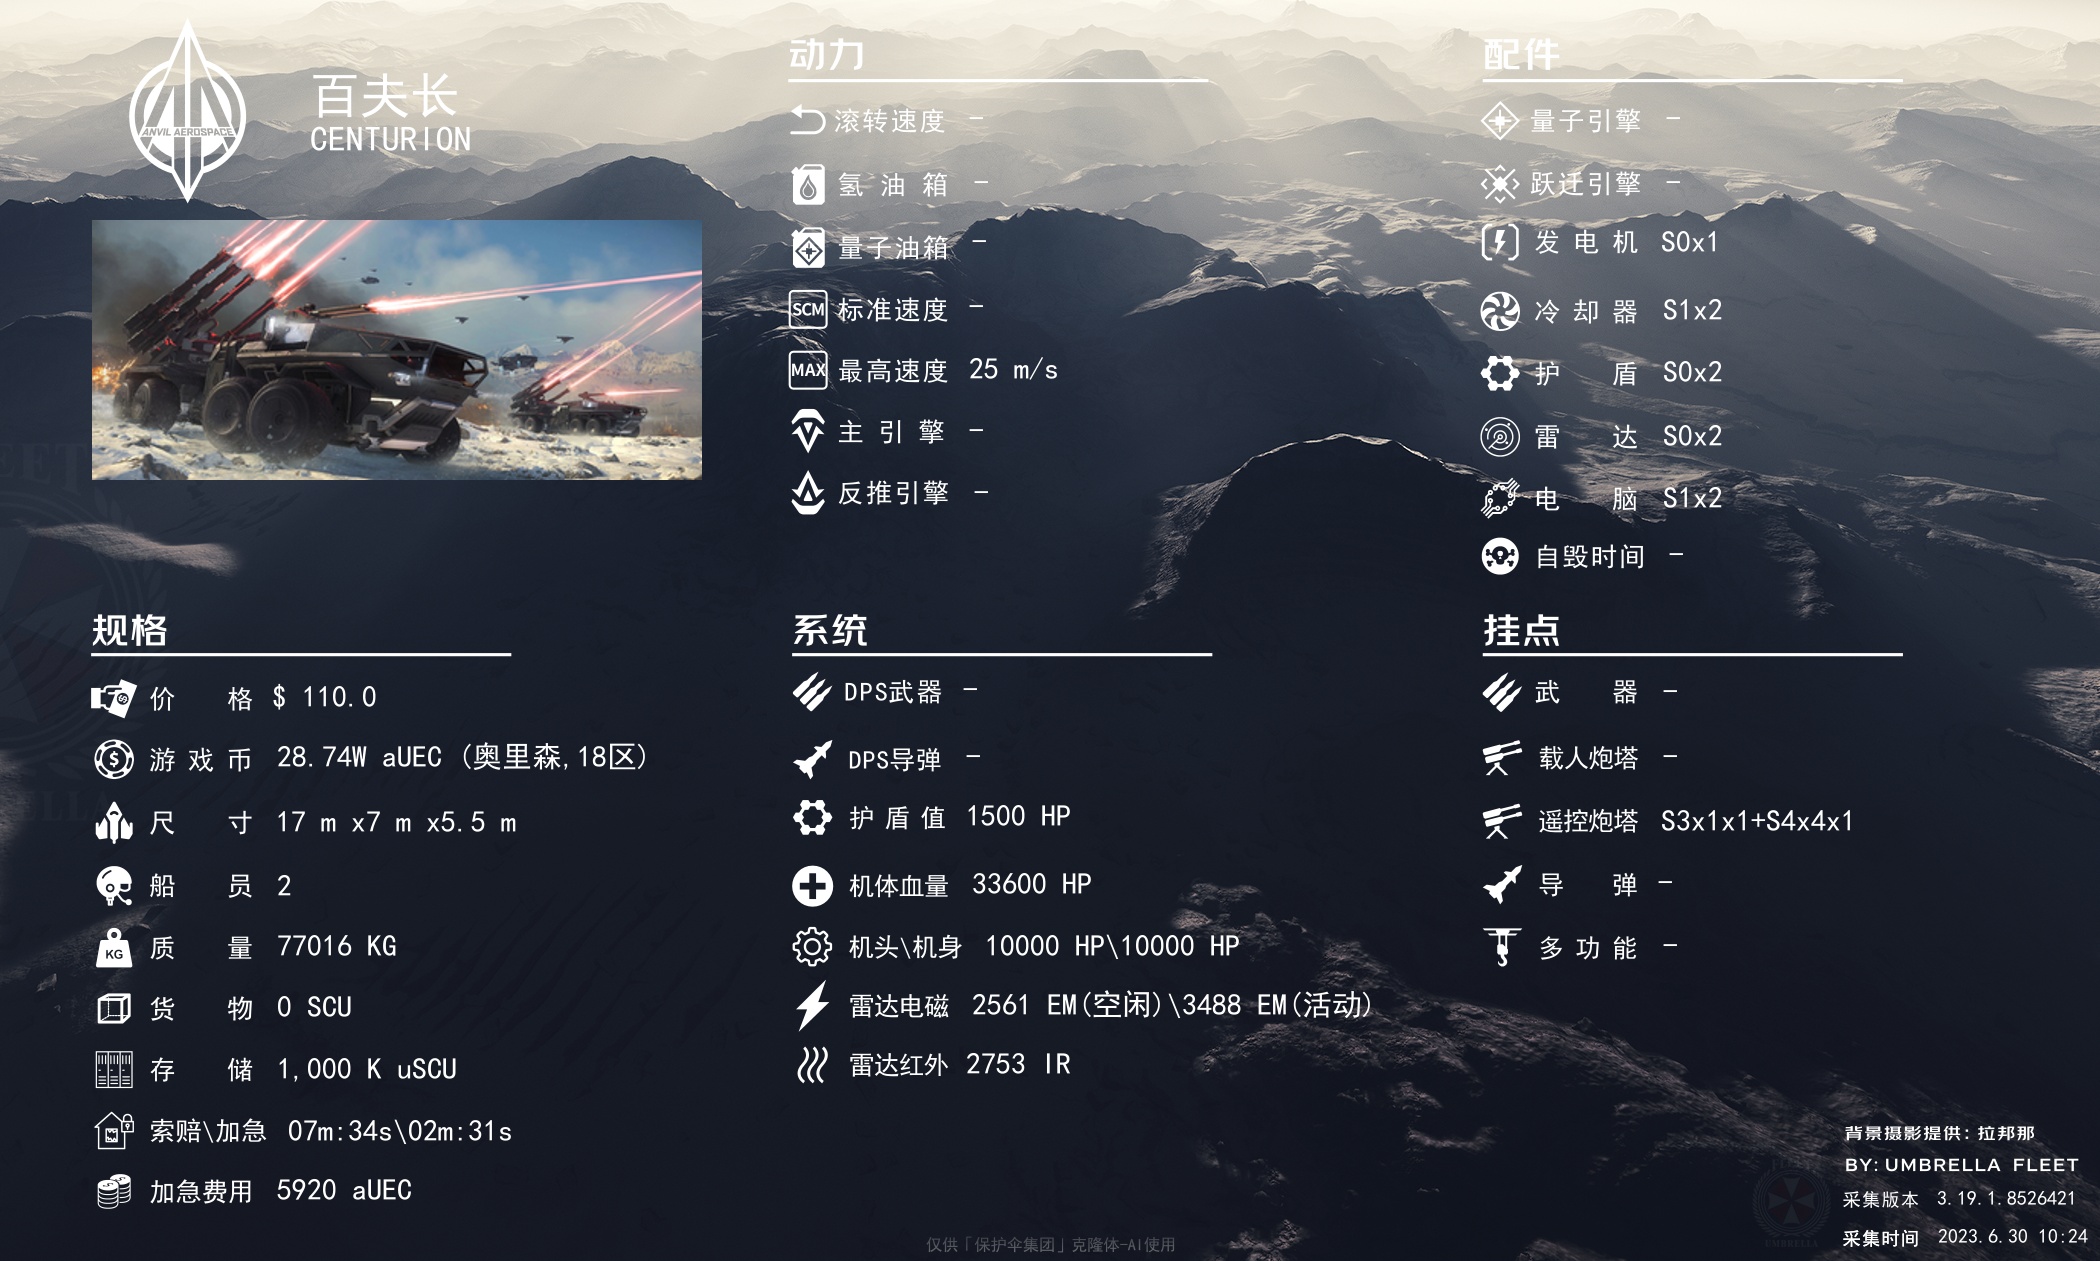 ANVIL AEROSPACE
百夫长
CENTURION
动力
滚转速度 −
氢油箱 −
量子油箱 −
SCM 标准速度 −
MAX 最高速度 25 m/s
主引擎 −
反推引擎 −
配件
量子引擎 −
跃迁引擎 −
发电机 S0x1
冷却器 S1x2
护盾 S0x2
雷达 S0x2
电脑 S1x2
自毁时间 −
规格
价格 $ 110.0
游戏币 28.74W aUEC (奥里森,18区)
尺寸 17 m x7 m x5.5 m
船员 2
KG 质量 77016 KG
货物 0 SCU
存储 1,000 K uSCU
索赔\加急 07m:34s\02m:31s
加急费用 5920 aUEC
系统
DPS武器 −
DPS导弹 −
护盾值 1500 HP
机体血量 33600 HP
机头\机身 10000 HP\10000 HP
雷达电磁 2561 EM(空闲)\3488 EM(活动)
雷达红外 2753 IR
挂点
武器 −
载人炮塔 −
遥控炮塔 S3x1x1+S4x4x1
导弹 −
多功能 −
背景摄影提供: 拉邦那
BY: UMBRELLA FLEET
采集版本 3.19.1.8526421
采集时间 2023.6.30 10:24
仅供「保护伞集团」克隆体-AI使用